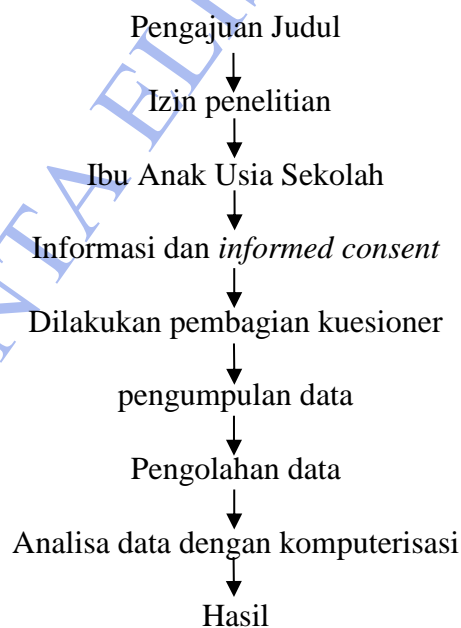 Pengajuan Judul
Izin penelitian
Ibu Anak Usia Sekolah
Informasi dan informed consent
Dilakukan pembagian kuesioner
pengumpulan data
Pengolahan data
Analisa data dengan komputerisasi
Hasil